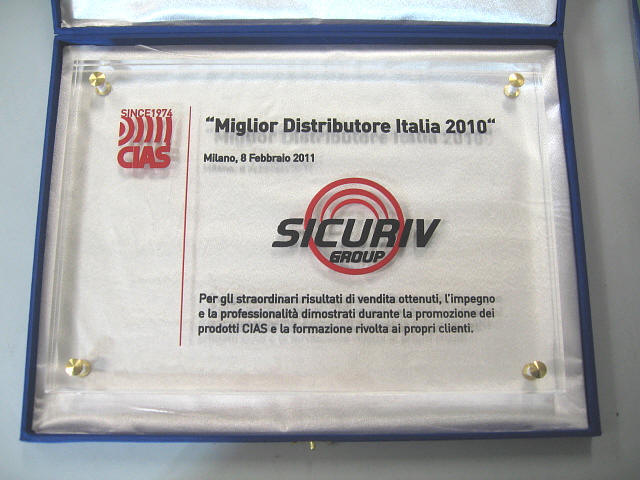 SINCE1974
CIAS
"Miglior Distributore Italia 2010"
Milano, 8 Febbraio 2011
SICURIV
GROUP
Per gli straordinari risultati di vendita ottenuti, l'impegno
e la professionalità dimostrati durante la promozione dei
prodotti CIAS e la formazione rivolta ai propri clienti.